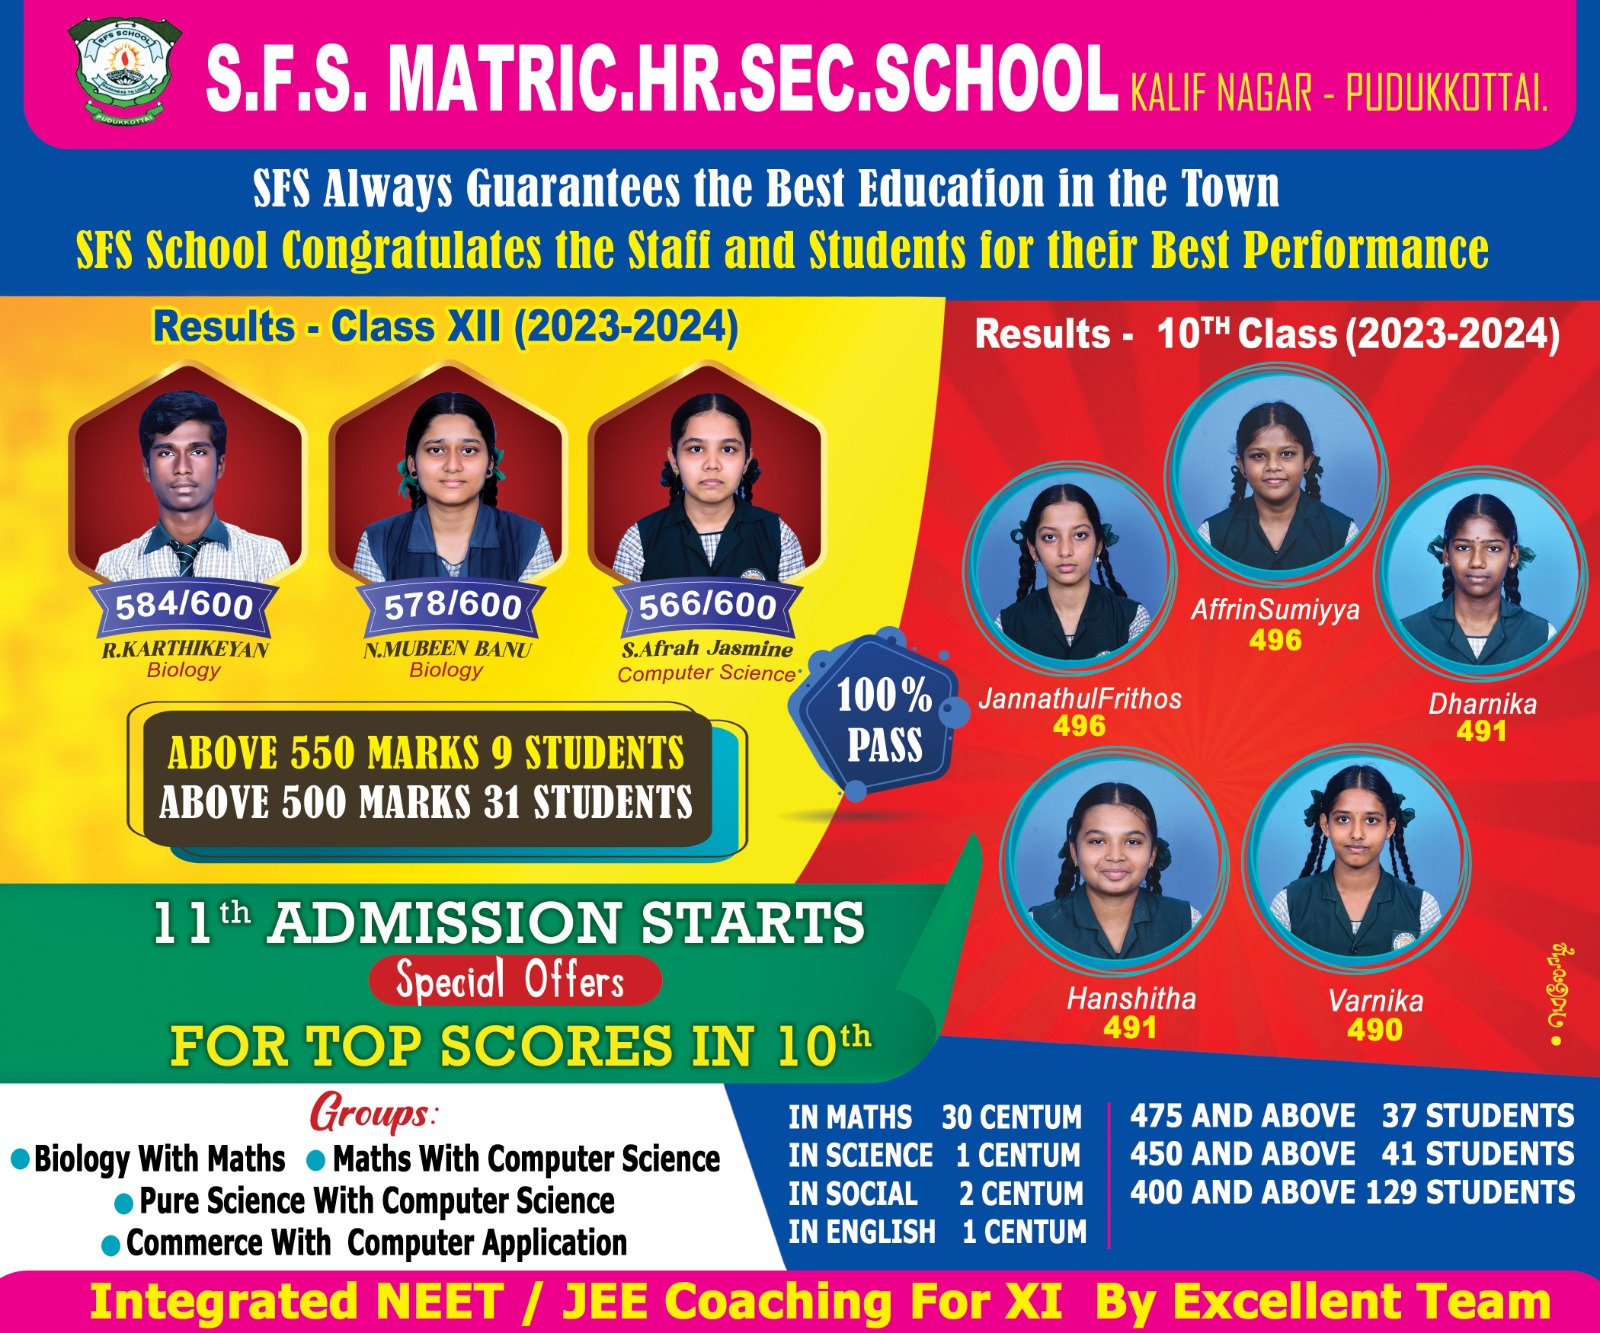 SFS SCHOOL
PUDUKKOTTAI
S.F.S. MATRIC.HR.SEC.SCHOOL KALIF NAGAR - PUDUKKOTTAI.
SFS Always Guarantees the Best Education in the Town
SFS School Congratulates the Staff and Students for their Best Performance
Results - Class XII (2023-2024)
584/600
R.KARTHIKEYAN
Biology
578/600
N.MUBEEN BANU
Biology
566/600
S.Afrah Jasmine
Computer Science
ABOVE 550 MARKS 9 STUDENTS
ABOVE 500 MARKS 31 STUDENTS
100%
PASS
Results - 10TH Class (2023-2024)
AffrinSumiyya
496
JannathulFrithos
496
Dharnika
491
Hanshitha
491
Varnika
490
11th ADMISSION STARTS
Special Offers
FOR TOP SCORES IN 10th
Groups:
Biology With Maths
Maths With Computer Science
Pure Science With Computer Science
Commerce With Computer Application
IN MATHS 30 CENTUM
IN SCIENCE 1 CENTUM
IN SOCIAL 2 CENTUM
IN ENGLISH 1 CENTUM
475 AND ABOVE 37 STUDENTS
450 AND ABOVE 41 STUDENTS
400 AND ABOVE 129 STUDENTS
Integrated NEET / JEE Coaching For XI By Excellent Team